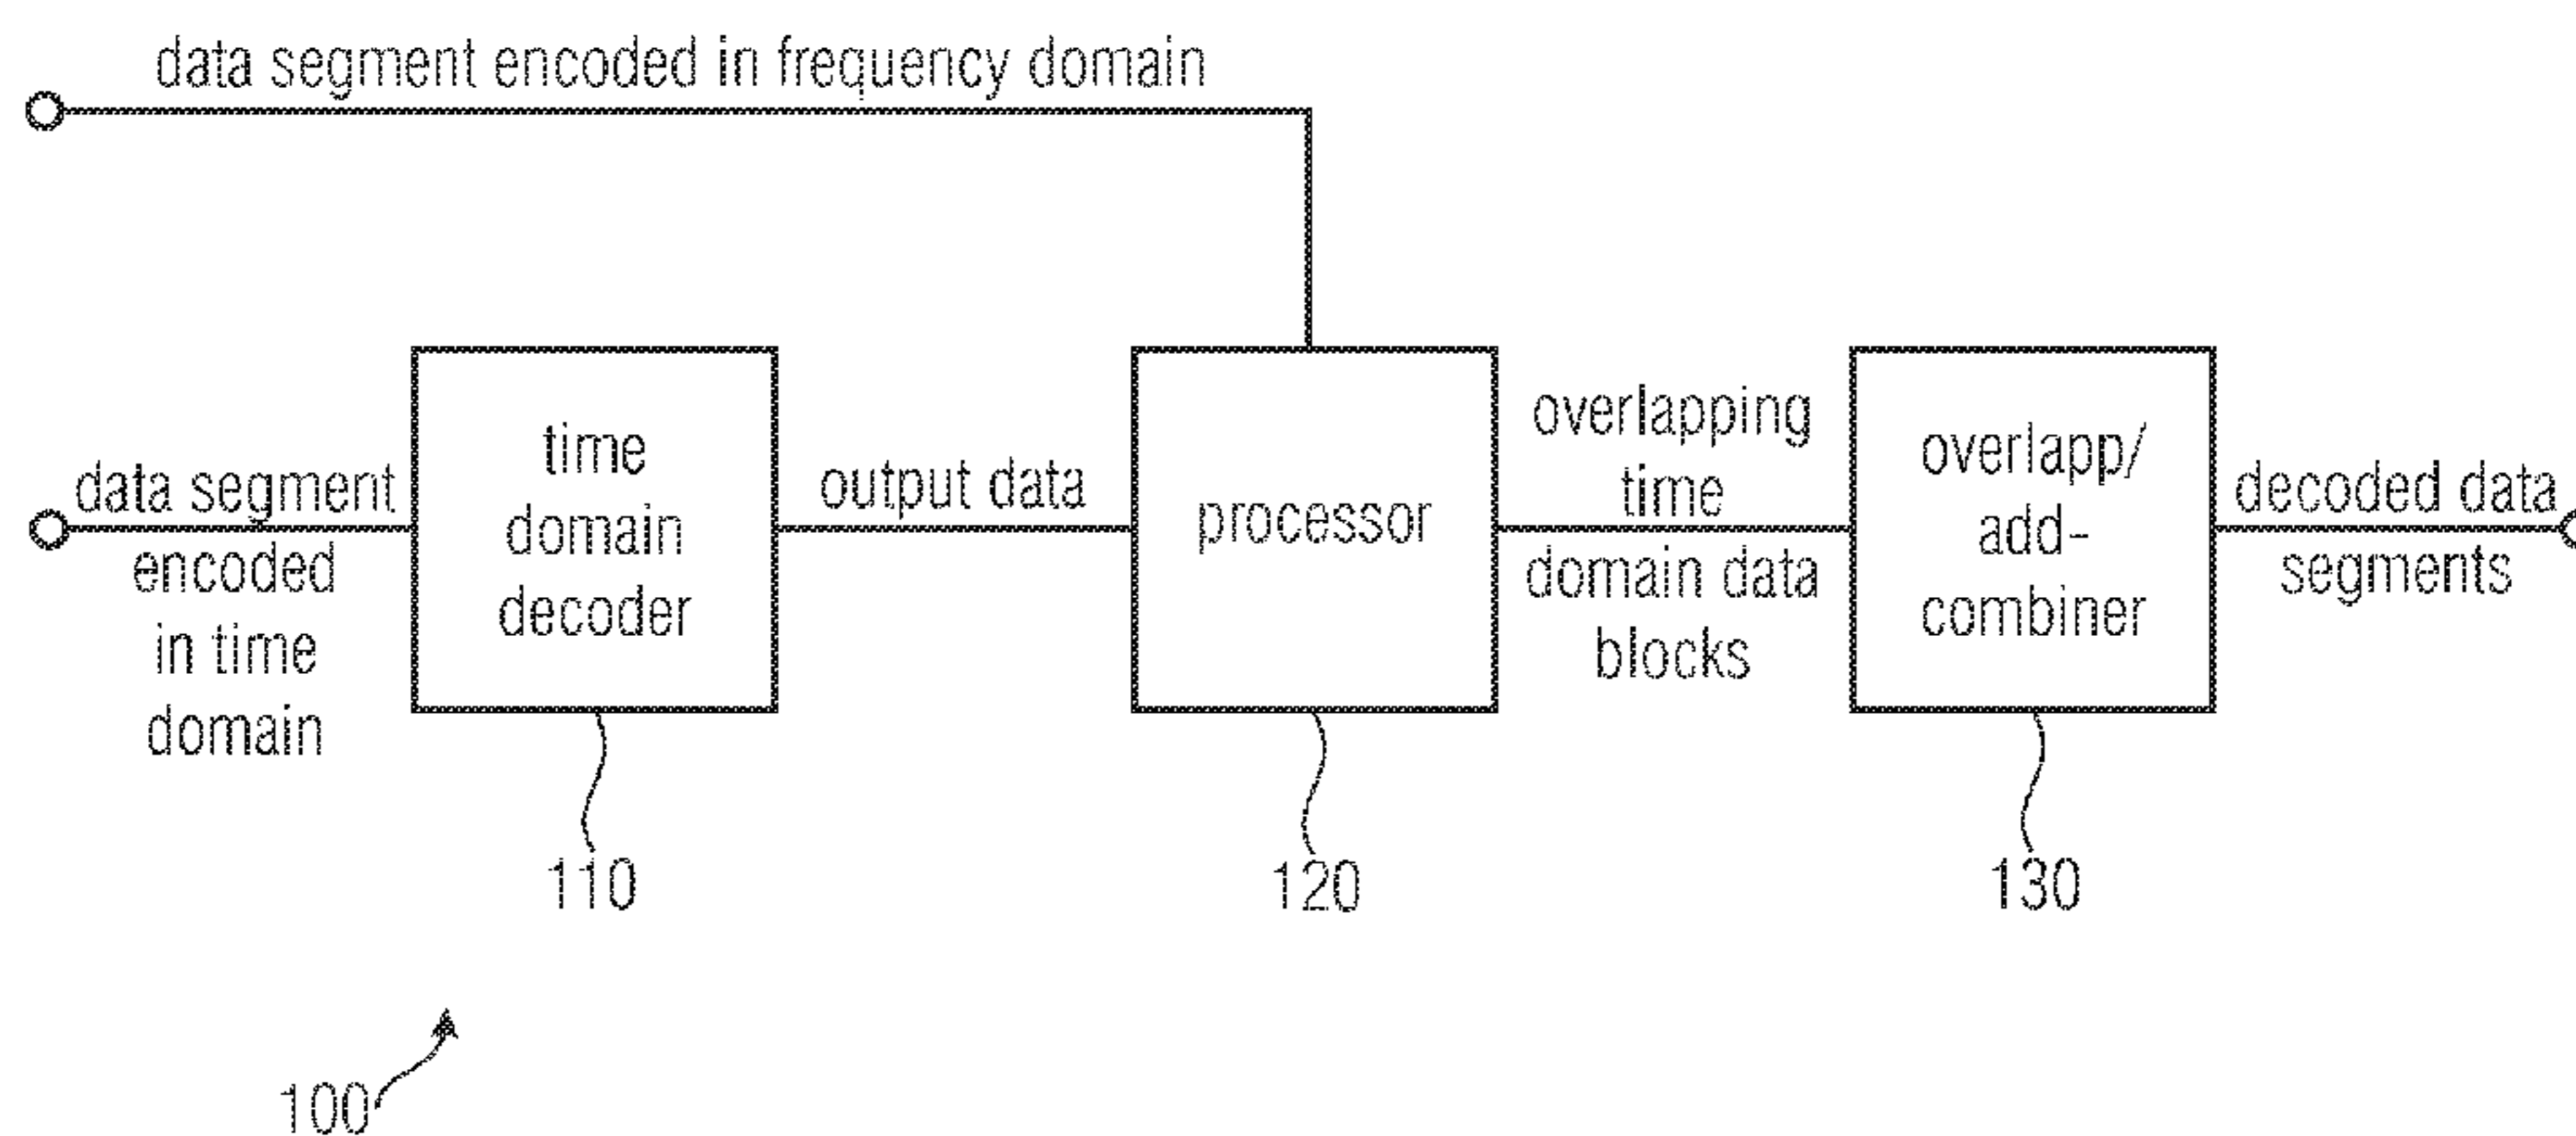 data segment encoded in frequency domain
data segment
encoded
in time
domain
time
domain
decoder
output data
processor
overlapping
time
domain data
blocks
overlapp/
add-
combiner
decoded data
segments
110
120
130
100